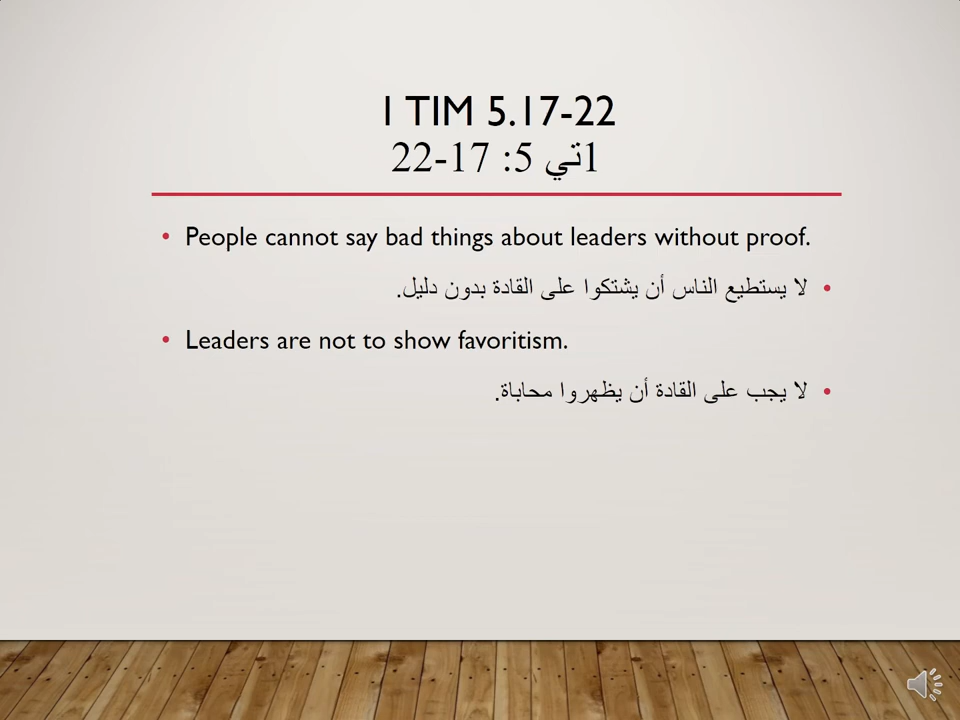 1 TIM 5.17-22
1تي 5: 17-22
• People cannot say bad things about leaders without proof.
• لا يستطيع الناس أن يشتكوا على القادة بدون دليل.
• Leaders are not to show favoritism.
• لا يجب على القادة أن يظهروا محاباة.